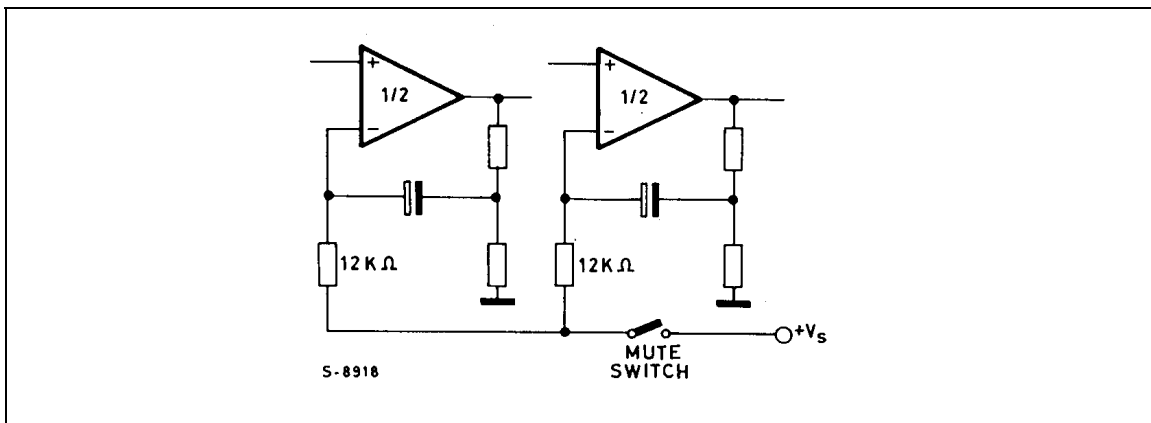 +
1/2
−
+
1/2
−
12KΩ
12KΩ
+Vs
MUTE
SWITCH
S-8918